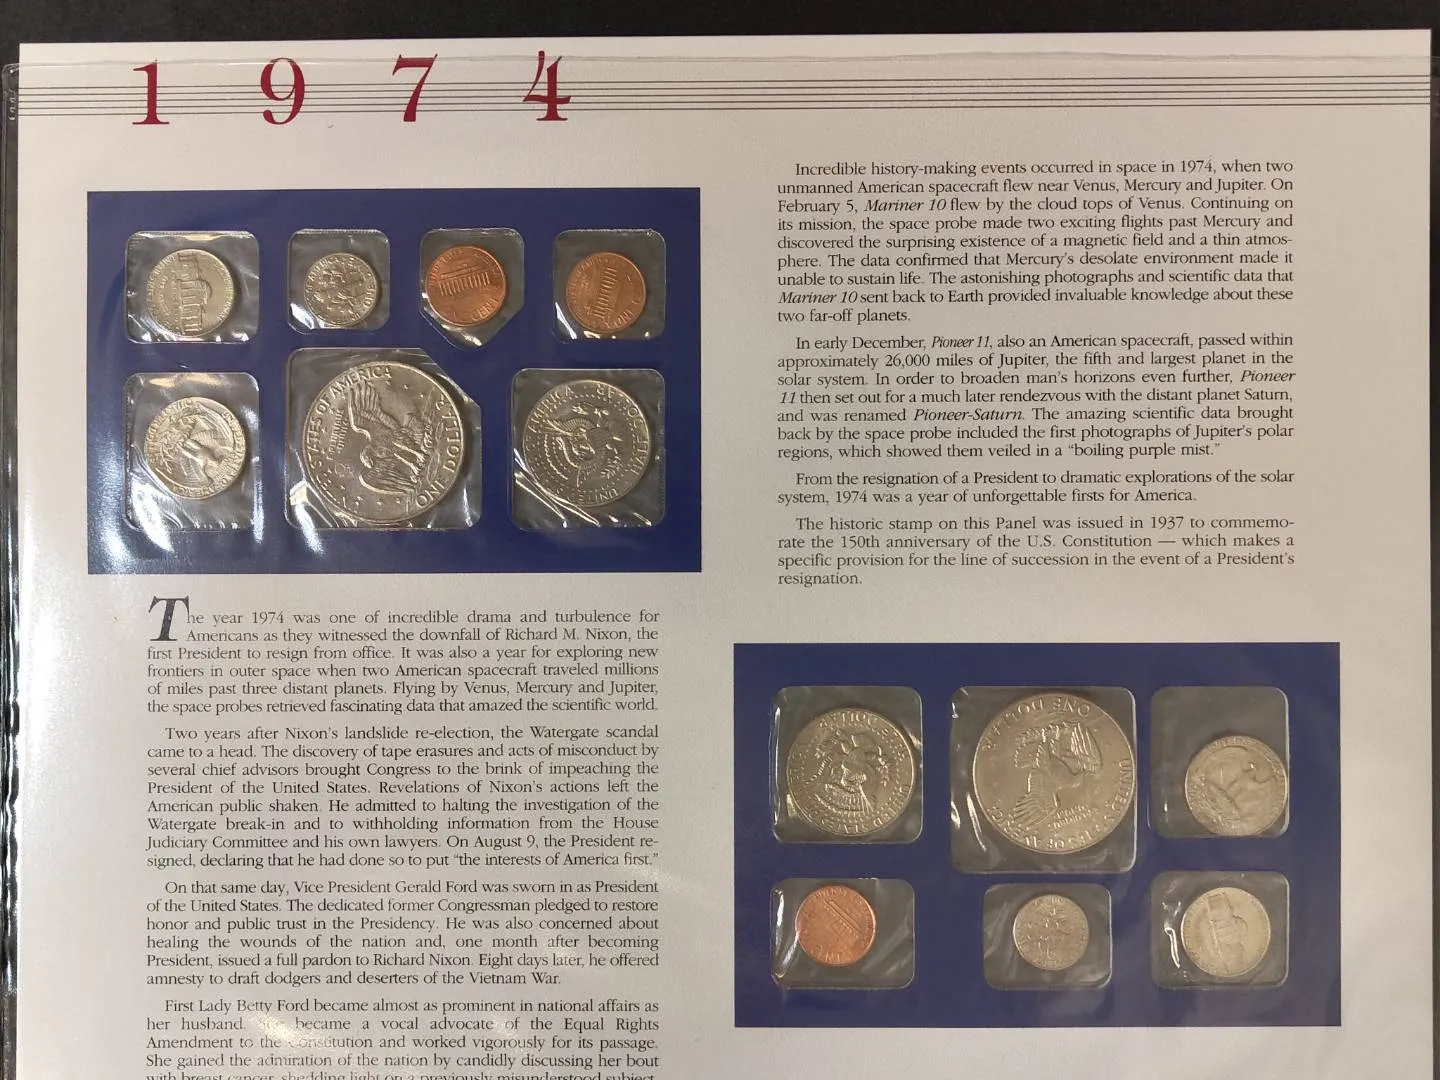 1974
The year 1974 was one of incredible drama and turbulence for
Americans as they witnessed the downfall of Richard M. Nixon, the
first President to resign from office. It was also a year for exploring new
frontiers in outer space when two American spacecraft traveled millions
of miles past three distant planets. Flying by Venus, Mercury and Jupiter,
the space probes retrieved fascinating data that amazed the scientific world.
Two years after Nixon's landslide re-election, the Watergate scandal
came to a head. The discovery of tape erasures and acts of misconduct by
several chief advisors brought Congress to the brink of impeaching the
President of the United States. Revelations of Nixon's actions left the
American public shaken. He admitted to halting the investigation of the
Watergate break-in and to withholding information from the House
Judiciary Committee and his own lawyers. On August 9, the President re-
signed, declaring that he had done so to put “the interests of America first.”
On that same day, Vice President Gerald Ford was sworn in as President
of the United States. The dedicated former Congressman pledged to restore
honor and public trust in the Presidency. He was also concerned about
healing the wounds of the nation and, one month after becoming
President, issued a full pardon to Richard Nixon. Eight days later, he offered
amnesty to draft dodgers and deserters of the Vietnam War.
First Lady Betty Ford became almost as prominent in national affairs as
her husband. became a vocal advocate of the Equal Rights
Amendment to the Constitution and worked vigorously for its passage.
She gained the admiration of the nation by candidly discussing her bout
with breast cancer, shedding light on a previously misunderstood subject.
Incredible history-making events occurred in space in 1974, when two
unmanned American spacecraft flew near Venus, Mercury and Jupiter. On
February 5, Mariner 10 flew by the cloud tops of Venus. Continuing on
its mission, the space probe made two exciting flights past Mercury and
discovered the surprising existence of a magnetic field and a thin atmos-
phere. The data confirmed that Mercury's desolate environment made it
unable to sustain life. The astonishing photographs and scientific data that
Mariner 10 sent back to Earth provided invaluable knowledge about these
two far-off planets.
In early December, Pioneer 11, also an American spacecraft, passed within
approximately 26,000 miles of Jupiter, the fifth and largest planet in the
solar system. In order to broaden man's horizons even further, Pioneer
11 then set out for a much later rendezvous with the distant planet Saturn,
and was renamed Pioneer-Saturn. The amazing scientific data brought
back by the space probe included the first photographs of Jupiter's polar
regions, which showed them veiled in a “boiling purple mist.”
From the resignation of a President to dramatic explorations of the solar
system, 1974 was a year of unforgettable firsts for America.
The historic stamp on this Panel was issued in 1937 to commemo-
rate the 150th anniversary of the U.S. Constitution — which makes a
specific provision for the line of succession in the event of a President's
resignation.
STATES OF AMERICA
ONE DOLLAR
HALF DOLLAR
UNITED
ONE DOLLAR